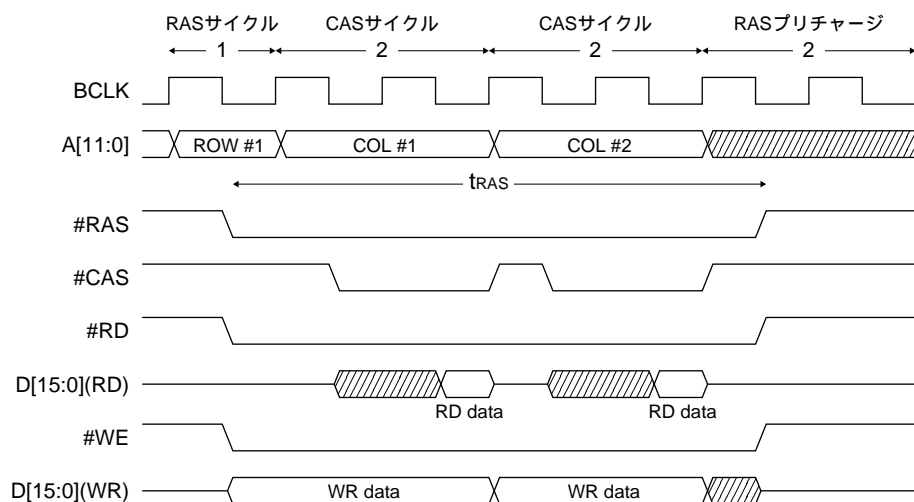 RASサイクル CASサイクル CASサイクル RASプリチャージ
1 2 2 2
BCLK
A[11:0] ROW #1 COL #1 COL #2
tRAS
#RAS
#CAS
#RD
D[15:0](RD)
RD data RD data
#WE
D[15:0](WR) WR data WR data